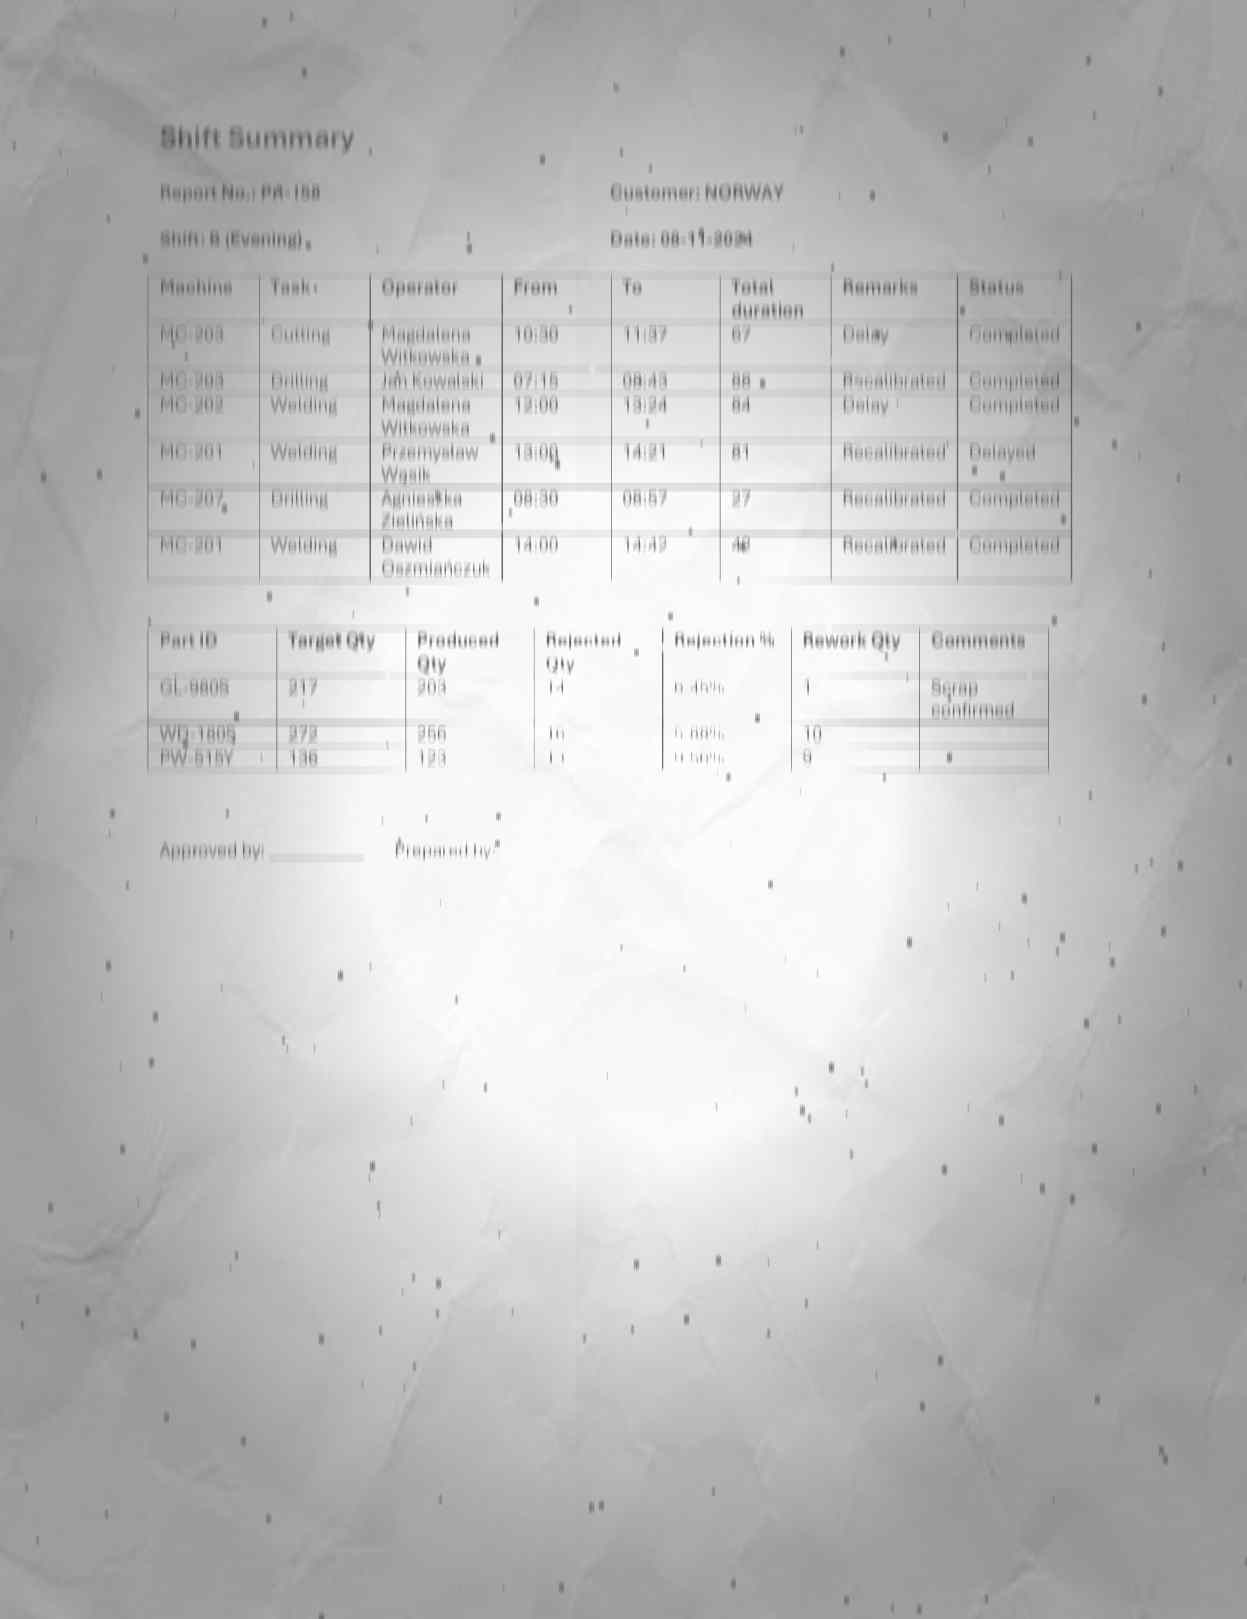 Shift Summary
Report No.: PR-158 Customer: NORWAY
Shift: B (Evening) Date: 08-11-2024
Machine Task Operator From To Total duration Remarks Status
MC-203 Cutting Magdalena Witkowska 10:30 11:37 67 Delay Completed
MC-203 Drilling Jan Kowalski 07:15 08:43 88 Recalibrated Completed
MC-202 Welding Magdalena Witkowska 12:00 13:24 84 Delay Completed
MC-201 Welding Przemysław Wąsik 13:00 14:21 81 Recalibrated Delayed
MC-207 Drilling Agnieszka Zielińska 08:30 08:57 27 Recalibrated Completed
MC-201 Welding Dawid Oszmiańczuk 14:00 14:42 42 Recalibrated Completed
Part ID Target Qty Produced Qty Rejected Qty Rejection % Rework Qty Comments
217 203 14 6.45% 1 Scrap confirmed
272 256 16 5.88% 10
PW-515Y 136 123 13 9.56%
Approved by: Prepared by: